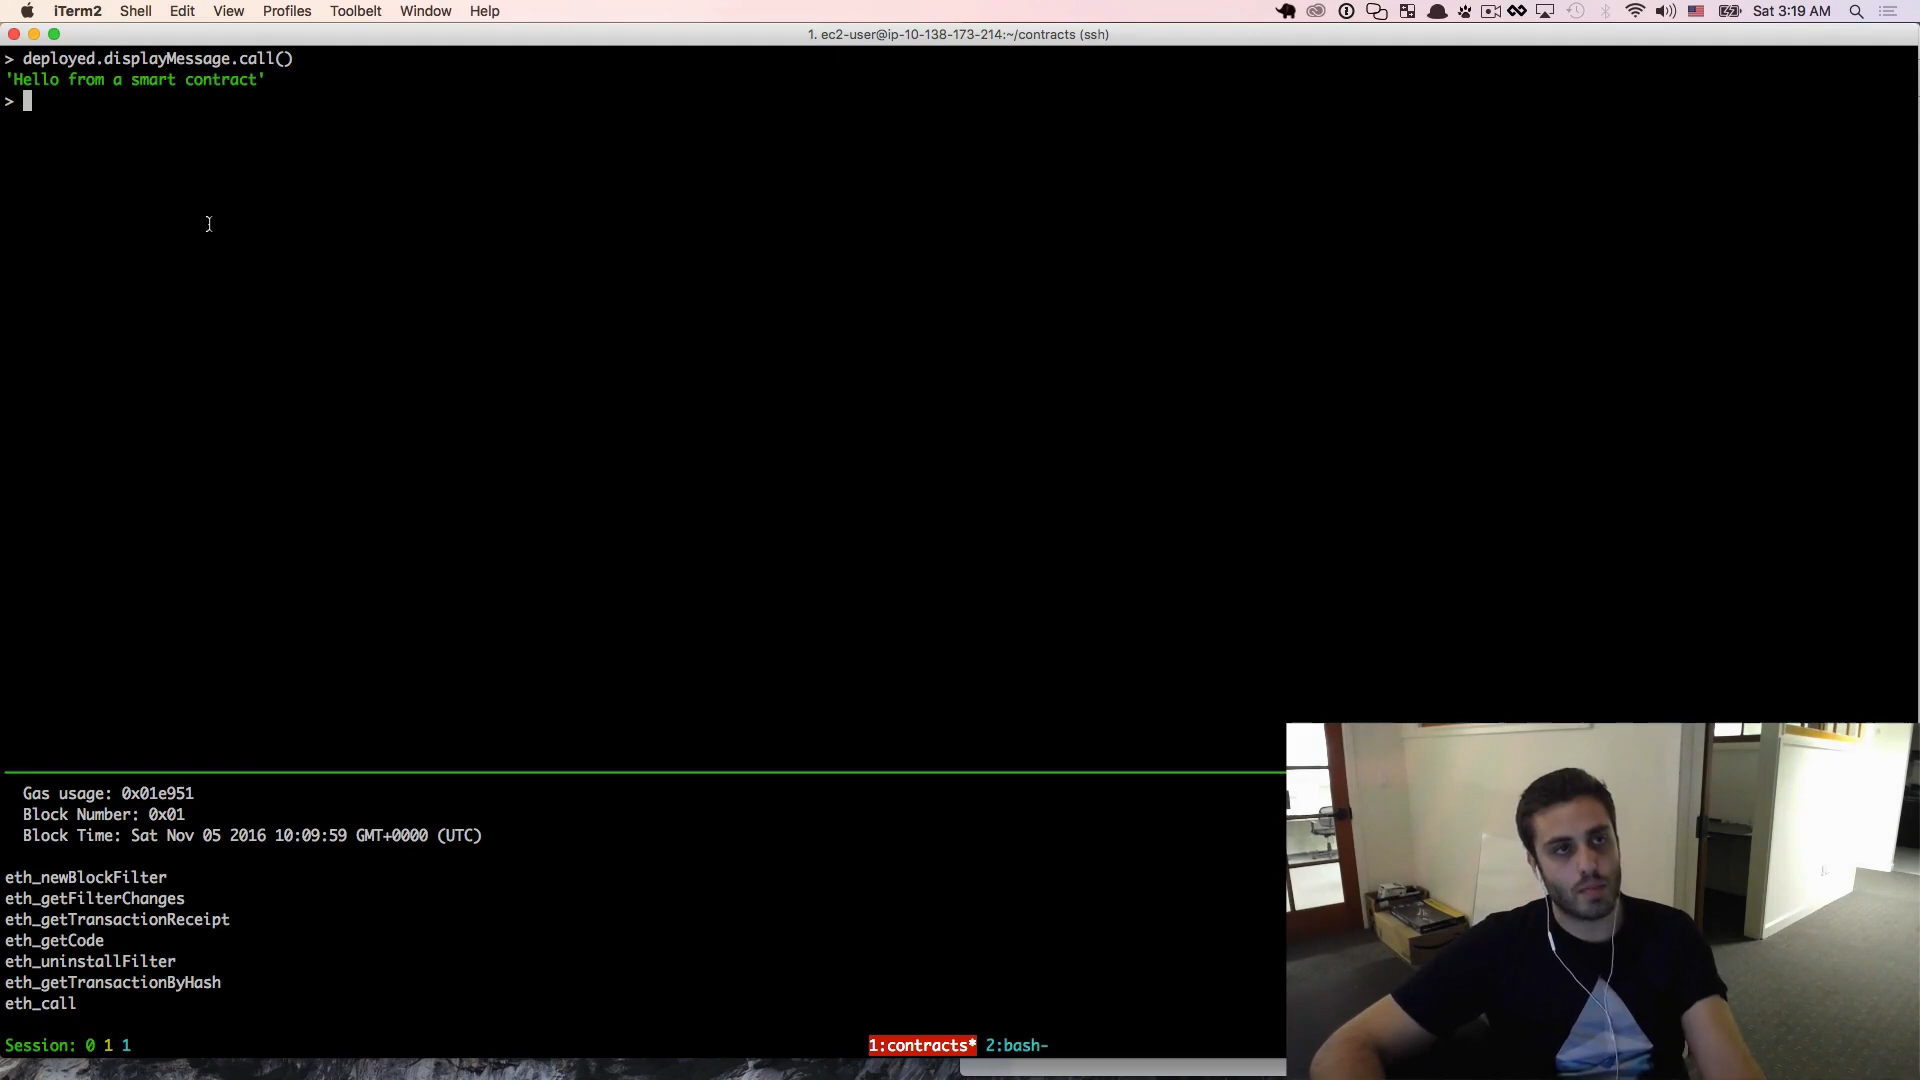 iTerm2 Shell Edit View Profiles Toolbelt Window Help Sat 3:19 AM
1. ec2-user@ip-10-138-173-214:~/contracts (ssh)
> deployed.displayMessage.call()
'Hello from a smart contract'
>
Gas usage: 0x01e951
Block Number: 0x01
Block Time: Sat Nov 05 2016 10:09:59 GMT+0000 (UTC)
eth_newBlockFilter
eth_getFilterChanges
eth_getTransactionReceipt
eth_getCode
eth_uninstallFilter
eth_getTransactionByHash
eth_call
Session: 0 1 1 1:contracts* 2:bash-